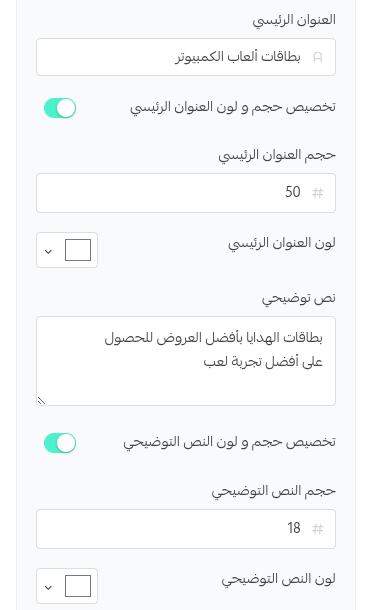 العنوان الرئيسي
بطاقات ألعاب الكمبيوتر
تخصيص حجم و لون العنوان الرئيسي
حجم العنوان الرئيسي
50
لون العنوان الرئيسي
نص توضيحي
بطاقات الهدايا بأفضل العروض للحصول
على أفضل تجربة لعب
تخصيص حجم و لون النص التوضيحي
حجم النص التوضيحي
18
لون النص التوضيحي